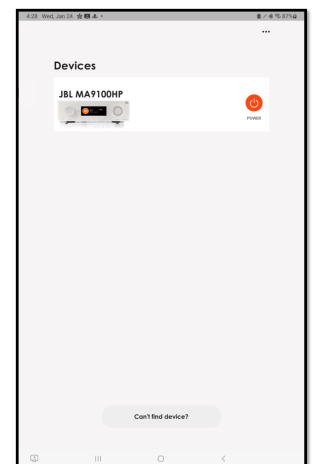 4:28 Wed, Jan 24
87%
Devices
JBL MA9100HP
POWER
Can't find device?